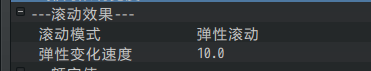 ---滚动效果---
滚动模式 弹性滚动
弹性变化速度 10.0